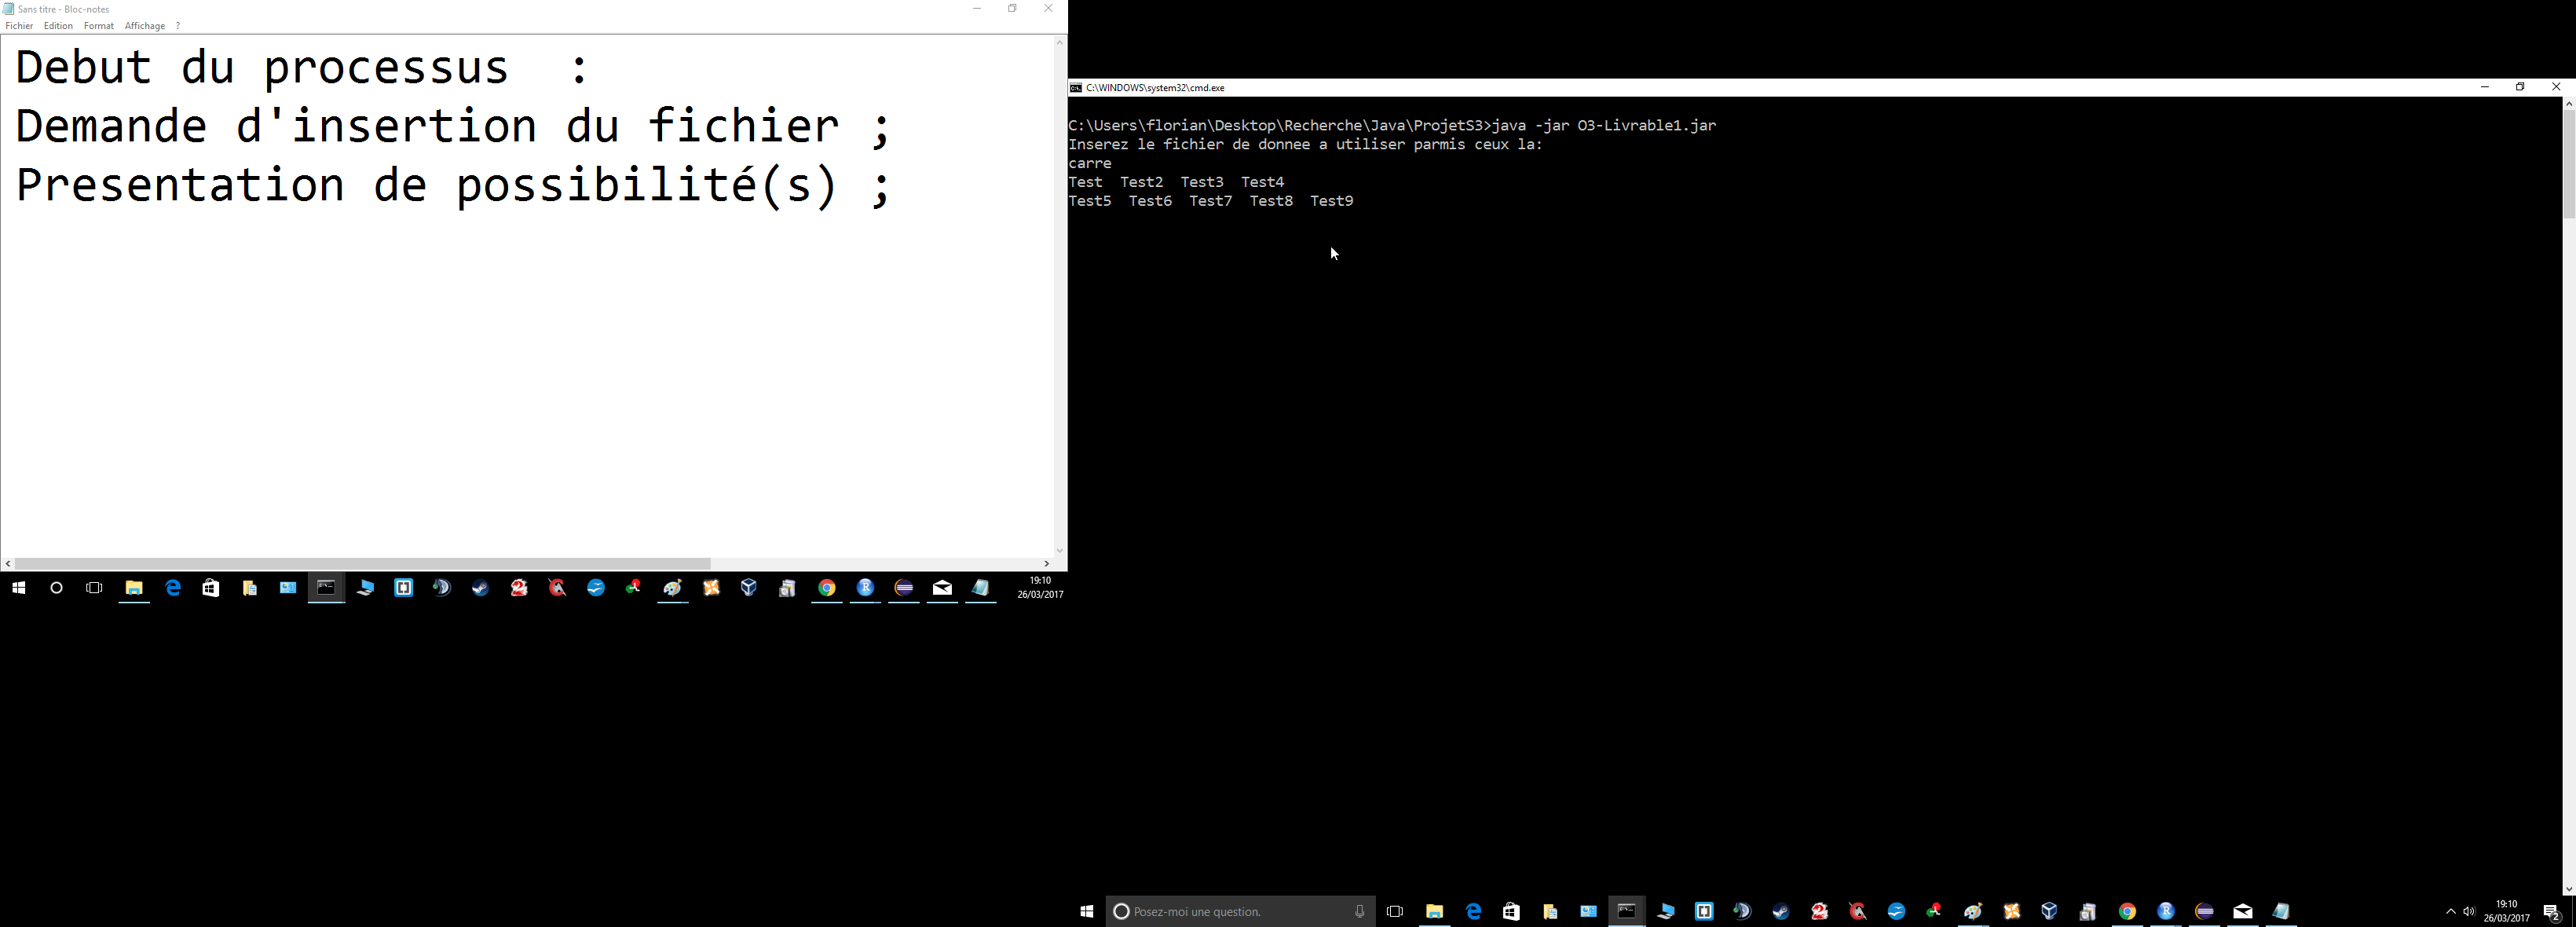 Sans titre - Bloc-notes
Fichier Edition Format Affichage ?
Debut du processus  :
Demande d'insertion du fichier ;
Presentation de possibilité(s) ;
19:10
26/03/2017
C:\WINDOWS\system32\cmd.exe
C:\Users\florian\Desktop\Recherche\Java\ProjetS3>java -jar O3-Livrable1.jar
Inserez le fichier de donnee a utiliser parmis ceux la:
carre
Test  Test2  Test3  Test4
Test5  Test6  Test7  Test8  Test9
Posez-moi une question.
19:10
26/03/2017
2